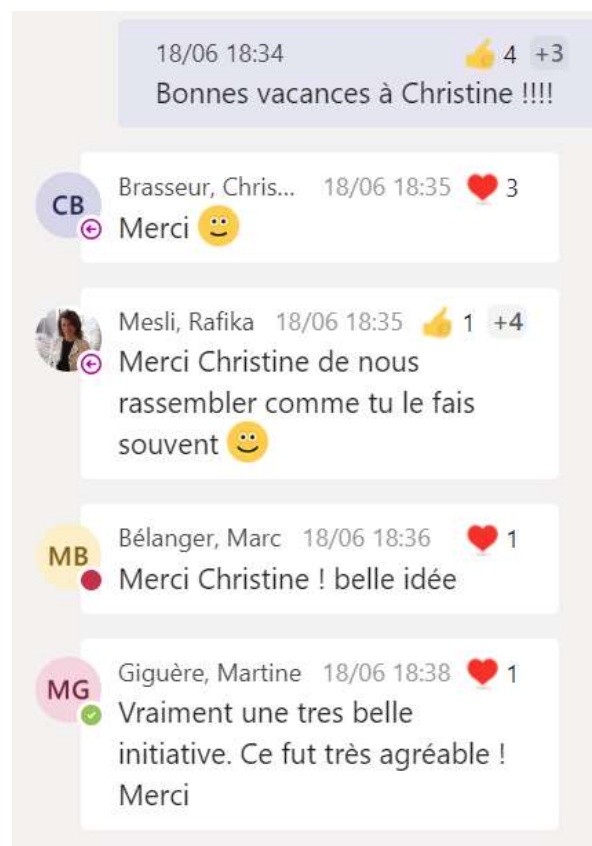 18/06 18:34 4 +3
Bonnes vacances à Christine !!!!
CB
Brasseur, Chris... 18/06 18:35 3
Merci
Mesli, Rafika 18/06 18:35 1 +4
Merci Christine de nous
rassembler comme tu le fais
souvent
MB
Bélanger, Marc 18/06 18:36 1
Merci Christine ! belle idée
MG
Giguère, Martine 18/06 18:38 1
Vraiment une tres belle
initiative. Ce fut très agréable !
Merci